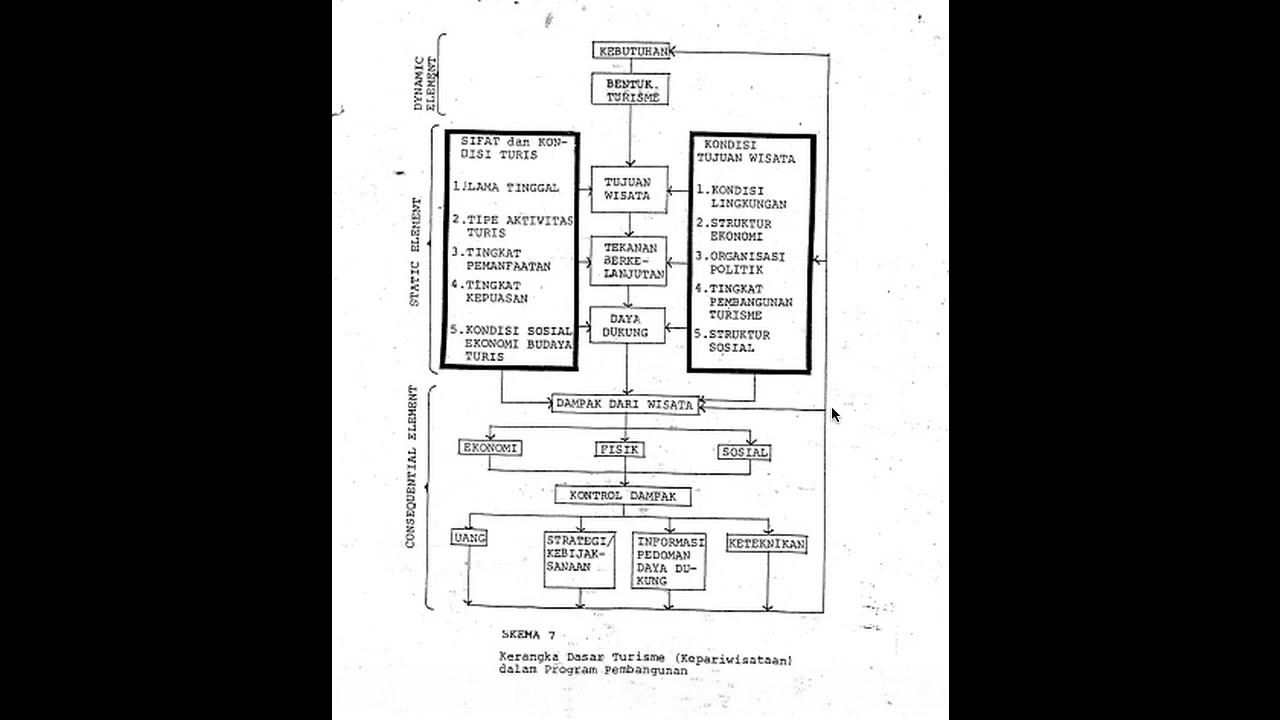 DYNAMIC
ELEMENT
KEBUTUHAN
BENTUK
TURISME
STATIC ELEMENT
SIFAT dan KON-
DISI TURIS
1. LAMA TINGGAL
2.TIPE AKTIVITAS
TURIS
3.TINGKAT
PEMANFAATAN
4.TINGKAT
KEPUASAN
5.KONDISI SOSIAL
EKONOMI BUDAYA
TURIS
TUJUAN
WISATA
TEKANAN
BERKE-
LANJUTAN
DAYA
DUKUNG
KONDISI
TUJUAN WISATA
1.KONDISI
LINGKUNGAN
2.STRUKTUR
EKONOMI
3.ORGANISASI
POLITIK
4.TINGKAT
PEMBANGUNAN
TURISME
5.STRUKTUR
SOSIAL
CONSEQUENTIAL ELEMENT
DAMPAK DARI WISATA
EKONOMI
FISIK
SOSIAL
KONTROL DAMPAK
UANG
STRATEGI/
KEBIJAK-
SANAAN
INFORMASI
PEDOMAN
DAYA DU-
KUNG
KETEKNIKAN
SKEMA 7
Kerangka Dasar Turisme (Kepariwisataan)
dalam Program Pembangunan